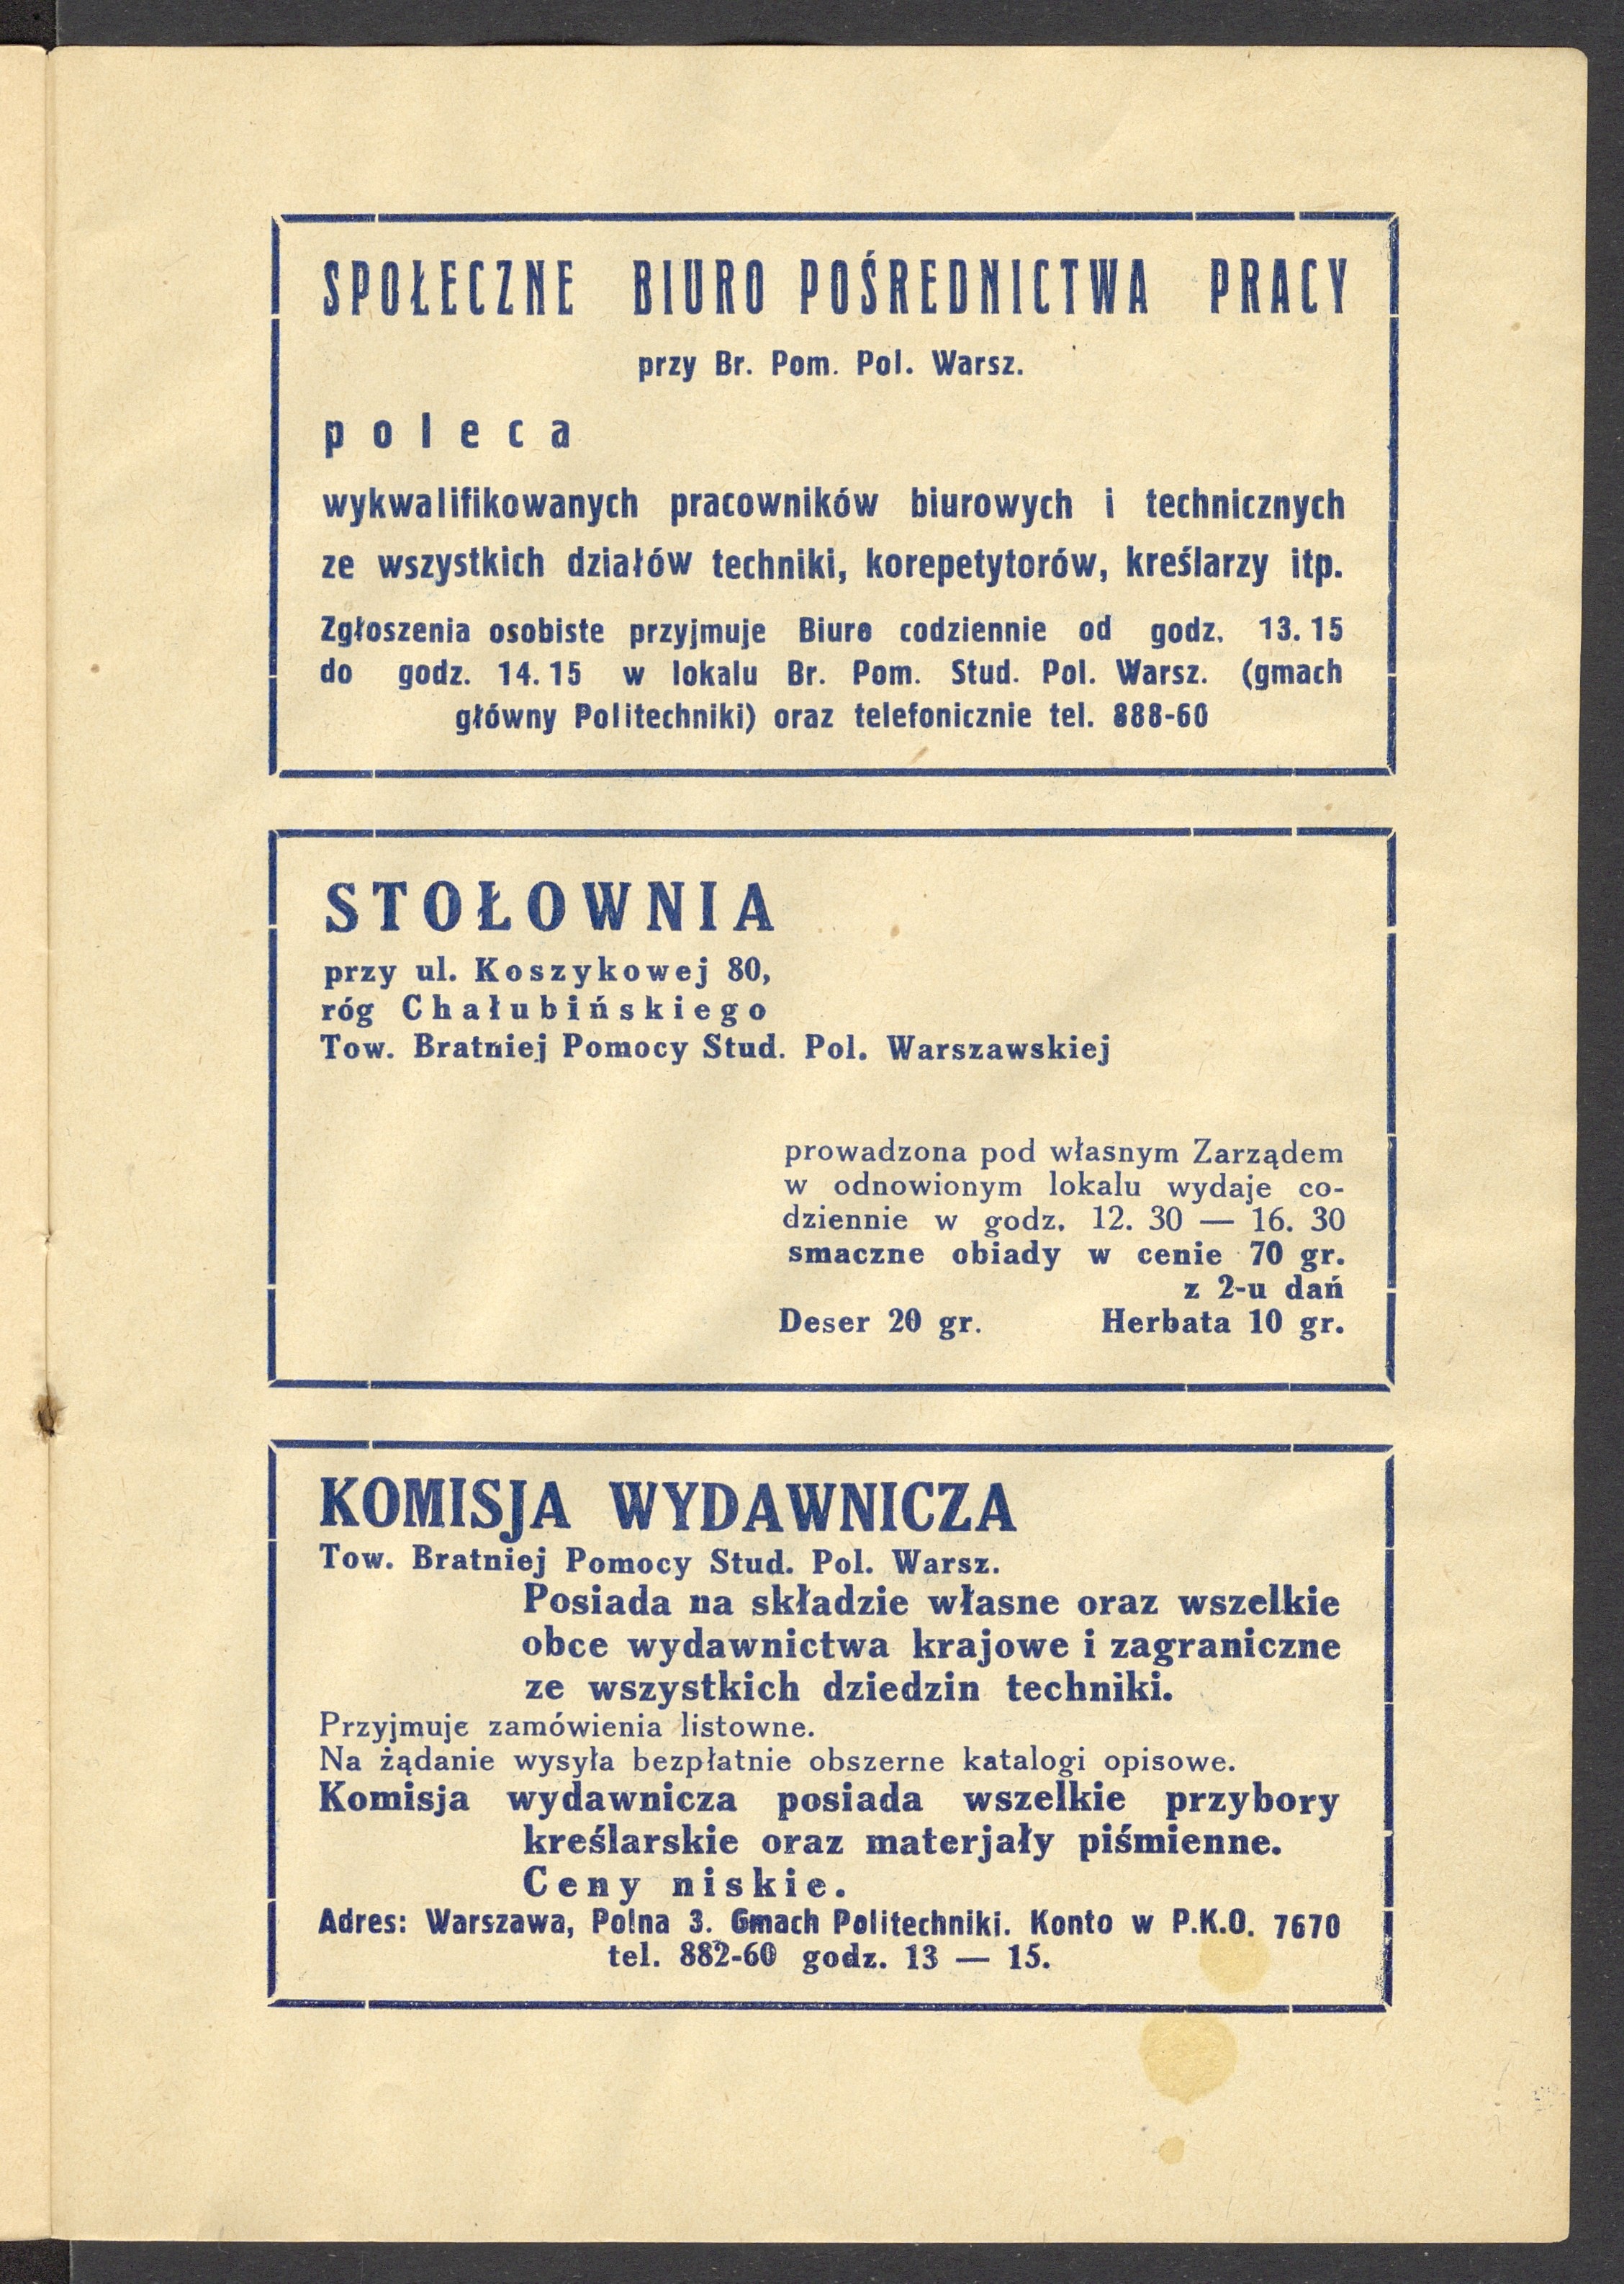 SPOŁECZNE BIURO POŚREDNICTWA PRACY
przy Br. Pom. Pol. Warsz.
poleca
wykwalifikowanych pracowników biurowych i technicznych
ze wszystkich działów techniki, korepetytorów, kreślarzy itp.
Zgłoszenia osobiste przyjmuje Biuro codziennie od godz. 13.15
do godz. 14.15 w lokalu Br. Pom. Stud. Pol. Warsz. (gmach
główny Politechniki) oraz telefonicznie tel. 888-60
STOŁOWNIA
przy ul. Koszykowej 80,
róg Chałubińskiego
Tow. Bratniej Pomocy Stud. Pol. Warszawskiej
prowadzona pod własnym Zarządem
w odnowionym lokalu wydaje co-
dziennie w godz. 12. 30 — 16. 30
smaczne obiady w cenie 70 gr.
z 2-u dań
Deser 20 gr. Herbata 10 gr.
KOMISJA WYDAWNICZA
Tow. Bratniej Pomocy Stud. Pol. Warsz.
Posiada na składzie własne oraz wszelkie
obce wydawnictwa krajowe i zagraniczne
ze wszystkich dziedzin techniki.
Przyjmuje zamówienia listowne.
Na żądanie wysyła bezpłatnie obszerne katalogi opisowe.
Komisja wydawnicza posiada wszelkie przybory
kreślarskie oraz materjały piśmienne.
Ceny niskie.
Adres: Warszawa, Polna 3. Gmach Politechniki. Konto w P.K.O. 7670
tel. 882-60 godz. 13 — 15.